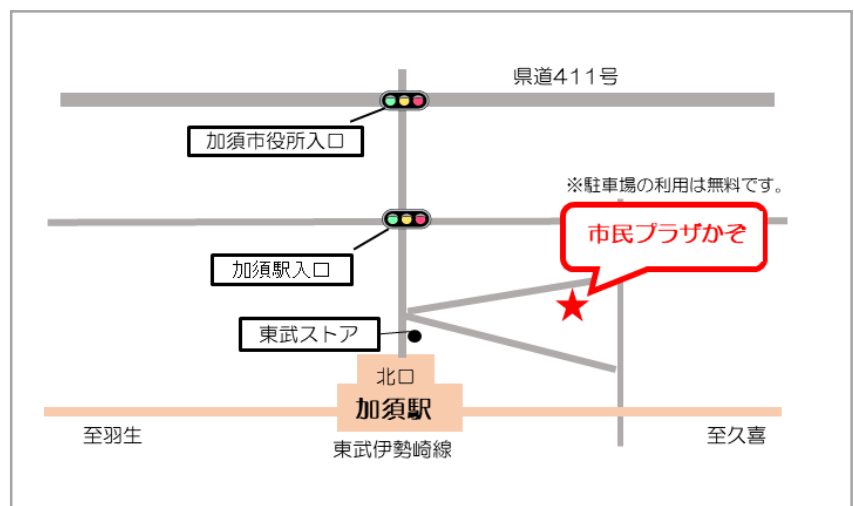 県道411号
加須市役所入口
※駐車場の利用は無料です。
市民プラザかぞ
加須駅入口
東武ストア
北口
加須駅
至羽生
至久喜
東武伊勢崎線